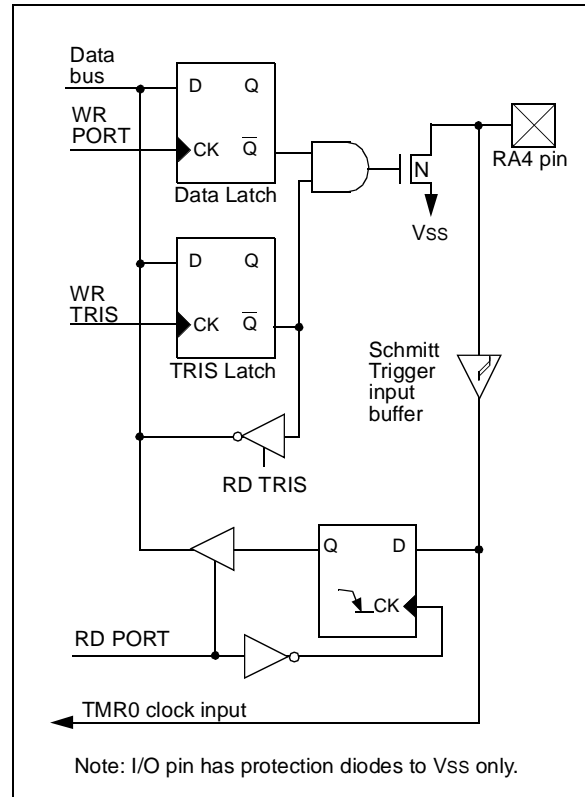 Data
bus
D Q
WR
PORT
CK Q
Data Latch
N
RA4 pin
VSS
D Q
WR
TRIS
CK Q
TRIS Latch
Schmitt
Trigger
input
buffer
RD TRIS
Q D
CK
RD PORT
TMR0 clock input
Note: I/O pin has protection diodes to VSS only.